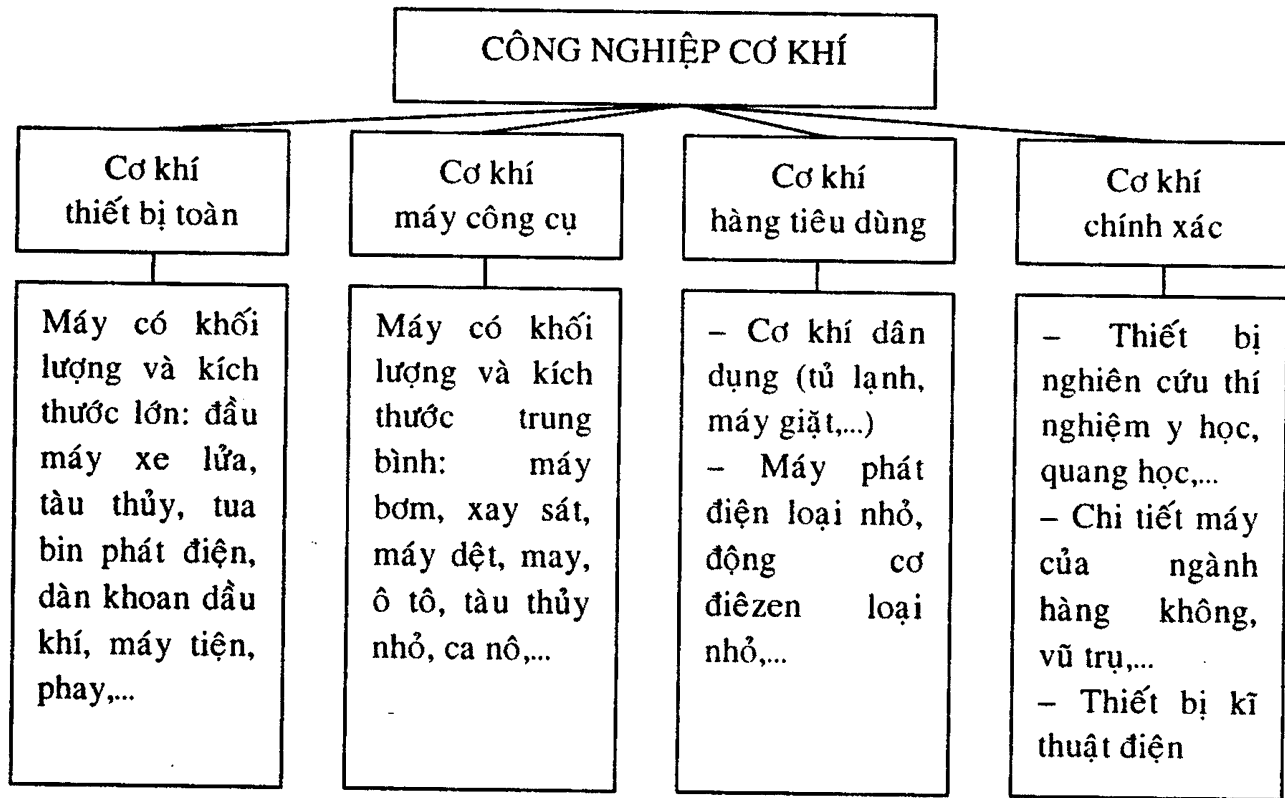 CÔNG NGHIỆP CƠ KHÍ
Cơ khí
thiết bị toàn
Máy có khối
lượng và kích
thước lớn: đầu
máy xe lửa,
tàu thủy, tua
bin phát điện,
dàn khoan dầu
khí, máy tiện,
phay,...
Cơ khí
máy công cụ
Máy có khối
lượng và kích
thước trung
bình: máy
bơm, xay sát,
máy dệt, may,
ô tô, tàu thủy
nhỏ, ca nô,...
Cơ khí
hàng tiêu dùng
– Cơ khí dân
dụng (tủ lạnh,
máy giặt,...)
– Máy phát
điện loại nhỏ,
động cơ
điêzen loại
nhỏ,...
Cơ khí
chính xác
– Thiết bị
nghiên cứu thí
nghiệm y học,
quang học,...
– Chi tiết máy
của ngành
hàng không,
vũ trụ,...
– Thiết bị kĩ
thuật điện